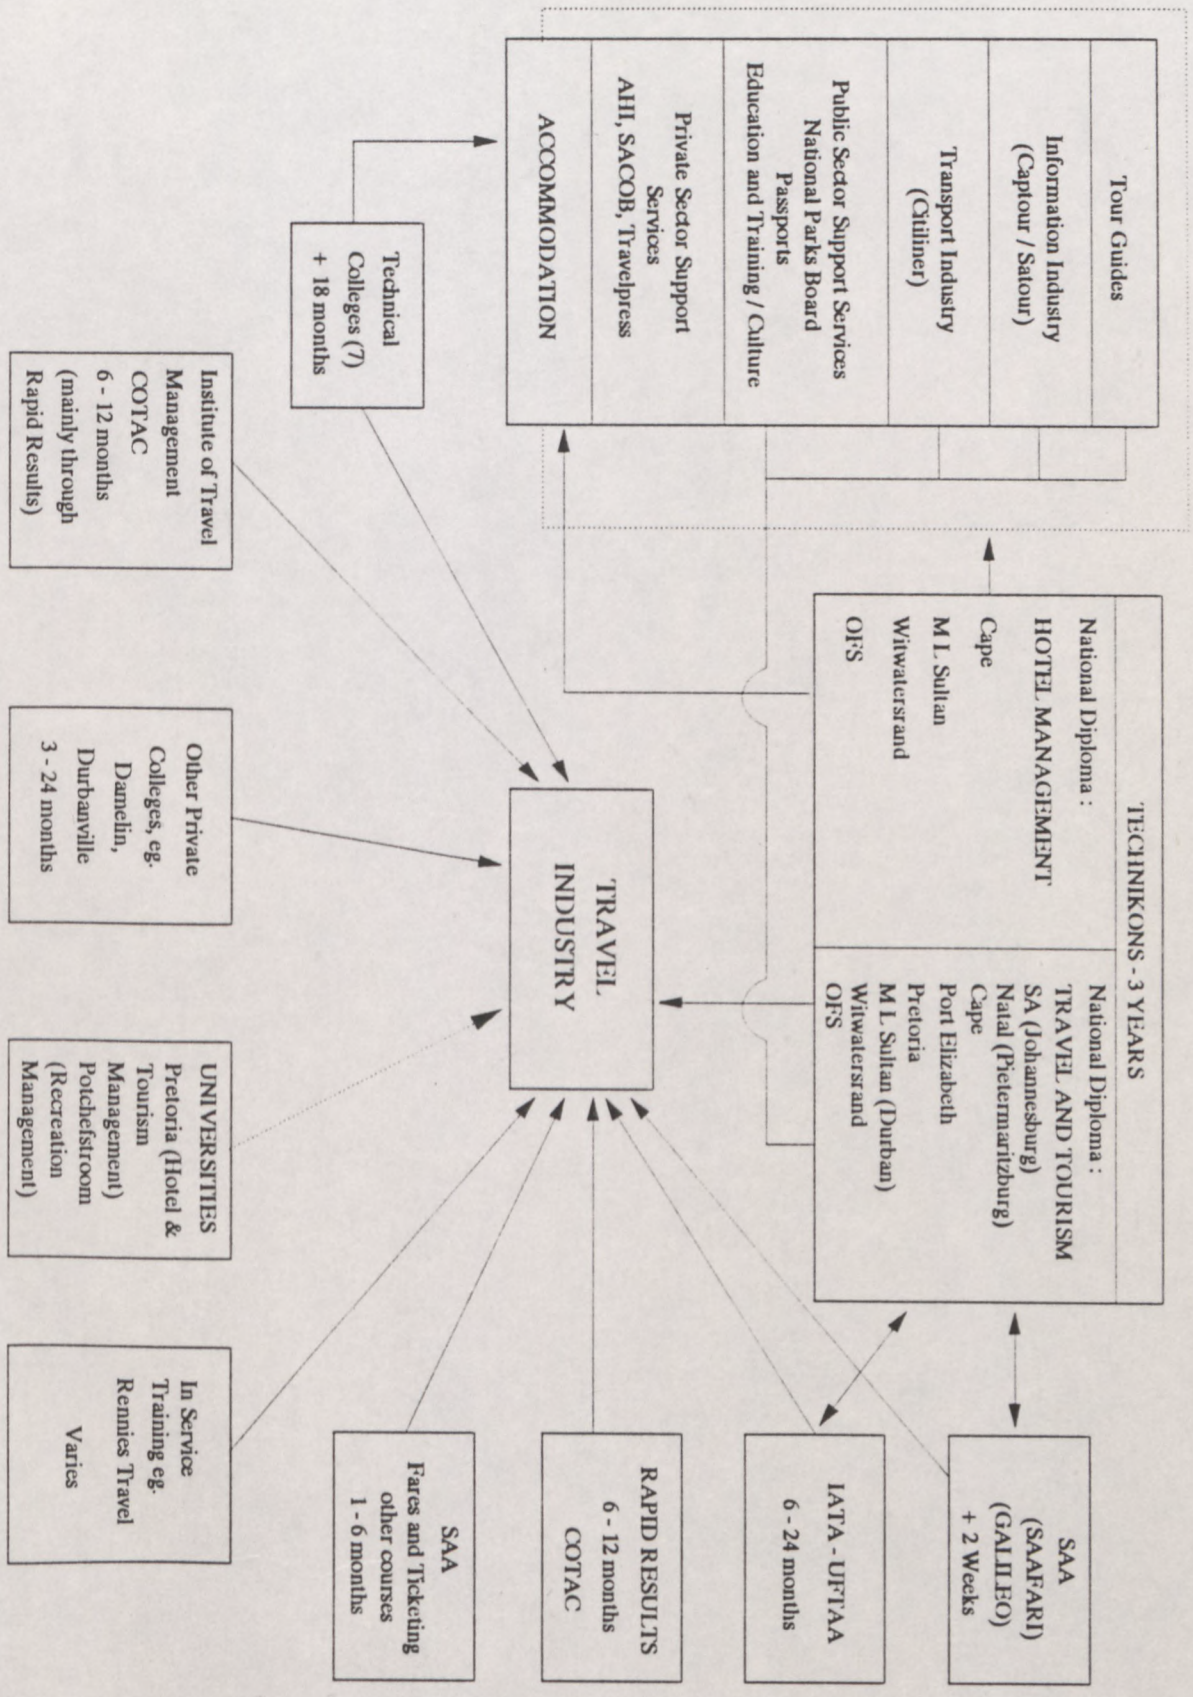 TECHNIKONS - 3 YEARS
National Diploma :
HOTEL MANAGEMENT
Cape
M L Sultan
Witwatersrand
OFS
National Diploma :
TRAVEL AND TOURISM
SA (Johannesburg)
Natal (Pietermaritzburg)
Cape
Port Elizabeth
Pretoria
M L Sultan (Durban)
Witwatersrand
OFS
Tour Guides
Information Industry
(Captour / Satour)
Transport Industry
(Citiliner)
Public Sector Support Services
National Parks Board
Passports
Education and Training / Culture
Private Sector Support
Services
AHI, SACOB, Travelpress
ACCOMMODATION
SAA
(SAAFARI)
(GALILEO)
+ 2 Weeks
IATA - UFTAA
6 - 24 months
RAPID RESULTS
6 - 12 months
COTAC
SAA
Fares and Ticketing
other courses
1 - 6 months
TRAVEL
INDUSTRY
Technical
Colleges (7)
+ 18 months
Institute of Travel
Management
COTAC
6 - 12 months
(mainly through
Rapid Results)
Other Private
Colleges, eg.
Damelin,
Durbanville
3 - 24 months
UNIVERSITIES
Pretoria (Hotel &
Tourism
Management)
Potchefstroom
(Recreation
Management)
In Service
Training eg.
Rennies Travel
Varies